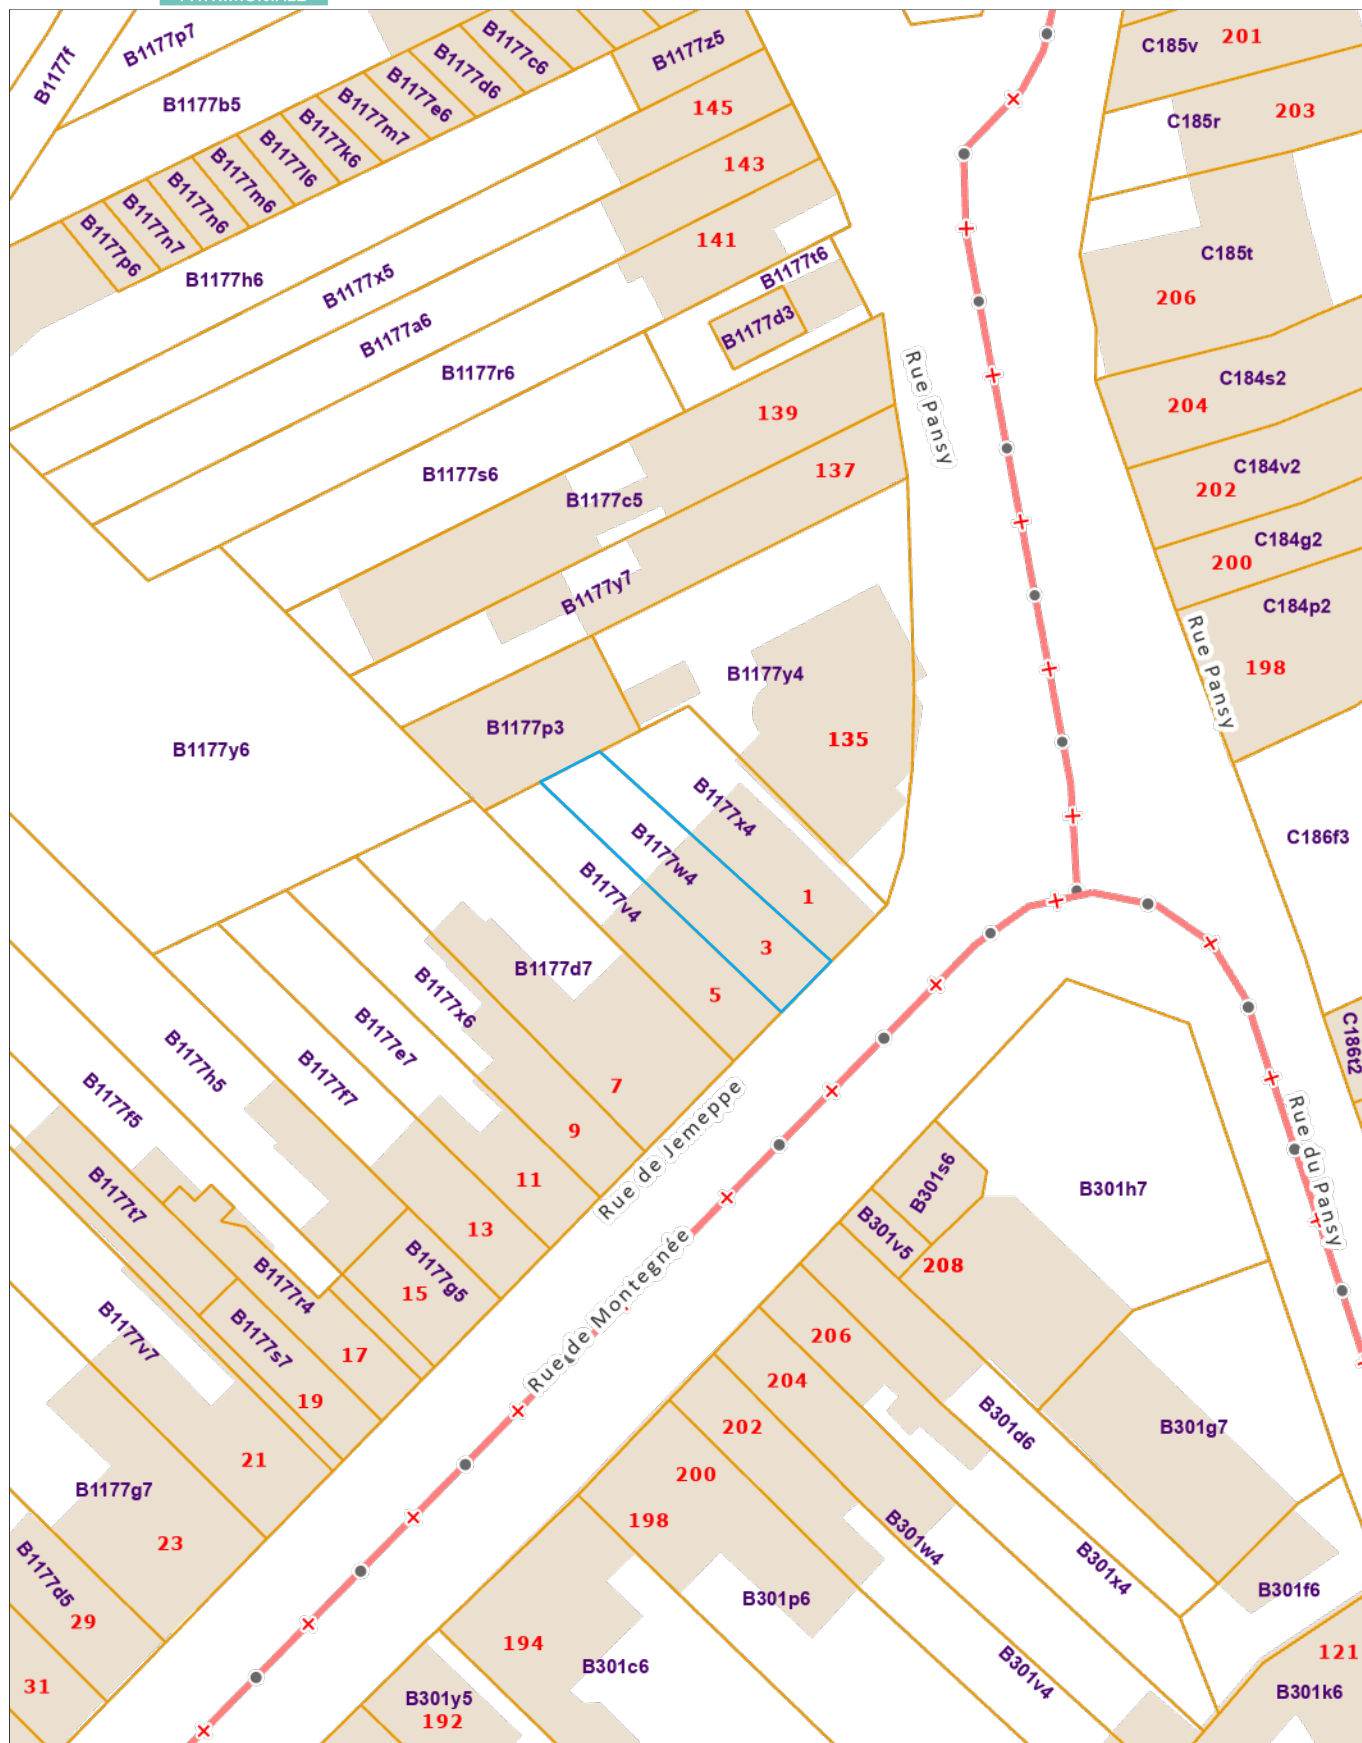 B1177f
B1177p7
B1177b5
B1177c6
B1177d6
B1177e6
B1177m7
B1177k6
B1177l6
B1177m6
B1177n6
B1177n7
B1177p6
B1177z5
145
143
141
B1177h6
B1177x5
B1177a6
B1177r6
B1177t6
B1177d3
C185v
201
203
C185r
C185t
206
Rue Pansy
C184s2
204
C184v2
202
C184g2
200
C184p2
198
Rue Pansy
139
137
B1177s6
B1177c5
B1177y7
B1177y4
135
B1177p3
B1177y6
B1177x4
B1177w4
B1177v4
1
3
5
C186f3
C186t2
B1177d7
B1177x6
B1177e7
B1177f7
B1177h5
B1177f5
7
9
11
13
Rue de Jemeppe
B1177t7
B1177r4
B1177s7
B1177g5
15
17
19
21
B1177v7
B1177g7
23
B1177d5
29
31
Rue de Montegnée
Rue du Pansy
B301s6
B301v5
B301h7
208
206
204
202
200
198
194
192
B301d6
B301g7
B301w4
B301x4
B301f6
B301p6
B301v4
B301c6
B301y5
121
B301k6